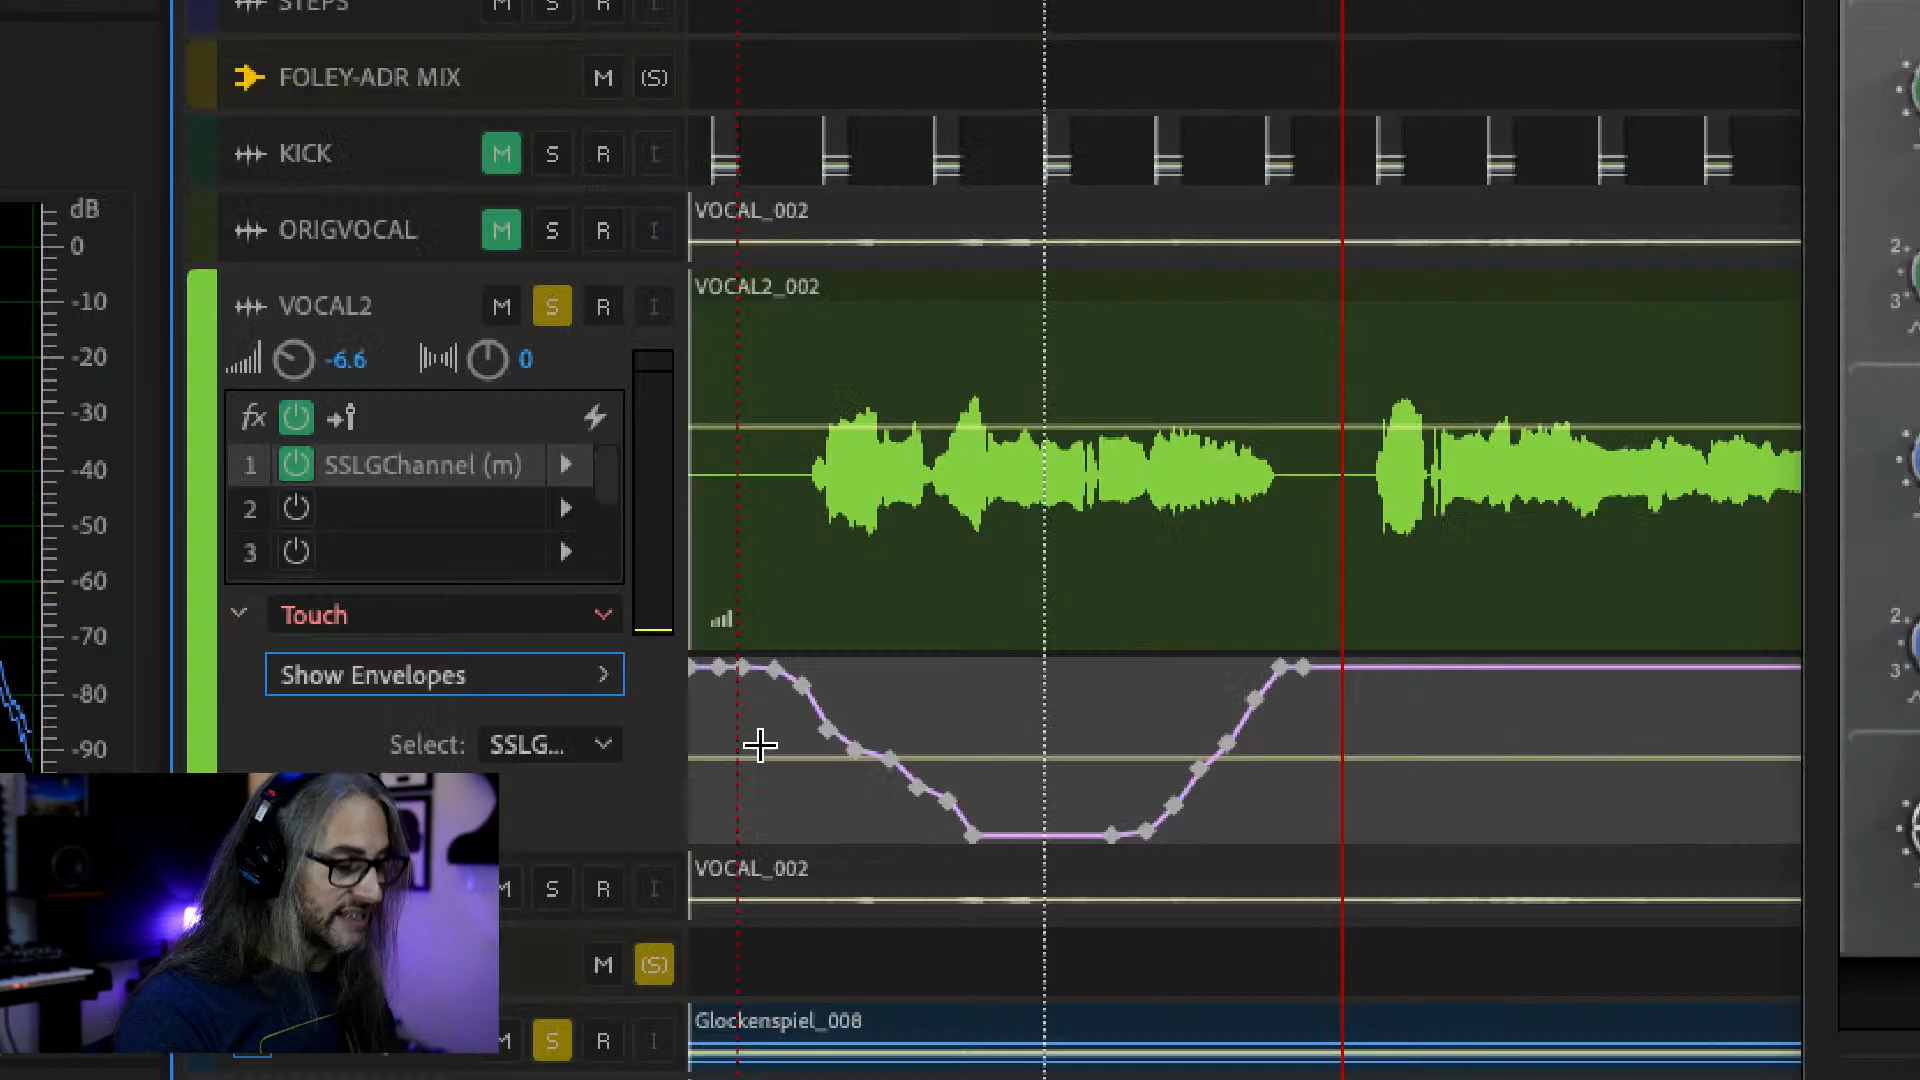 STEPS M S R I
FOLEY-ADR MIX M (S)
KICK M S R I
dB
0
-10
-20
-30
-40
-50
-60
-70
-80
-90
ORIGVOCAL M S R I
VOCAL_002
VOCAL2 M S R I
VOCAL2_002
-6.6 0
fx
1 SSLGChannel (m)
2
3
Touch
Show Envelopes
Select: SSLG...
VOCAL_002
M S R I
M (S)
Glockenspiel_008
M S R I
2
3
2
3